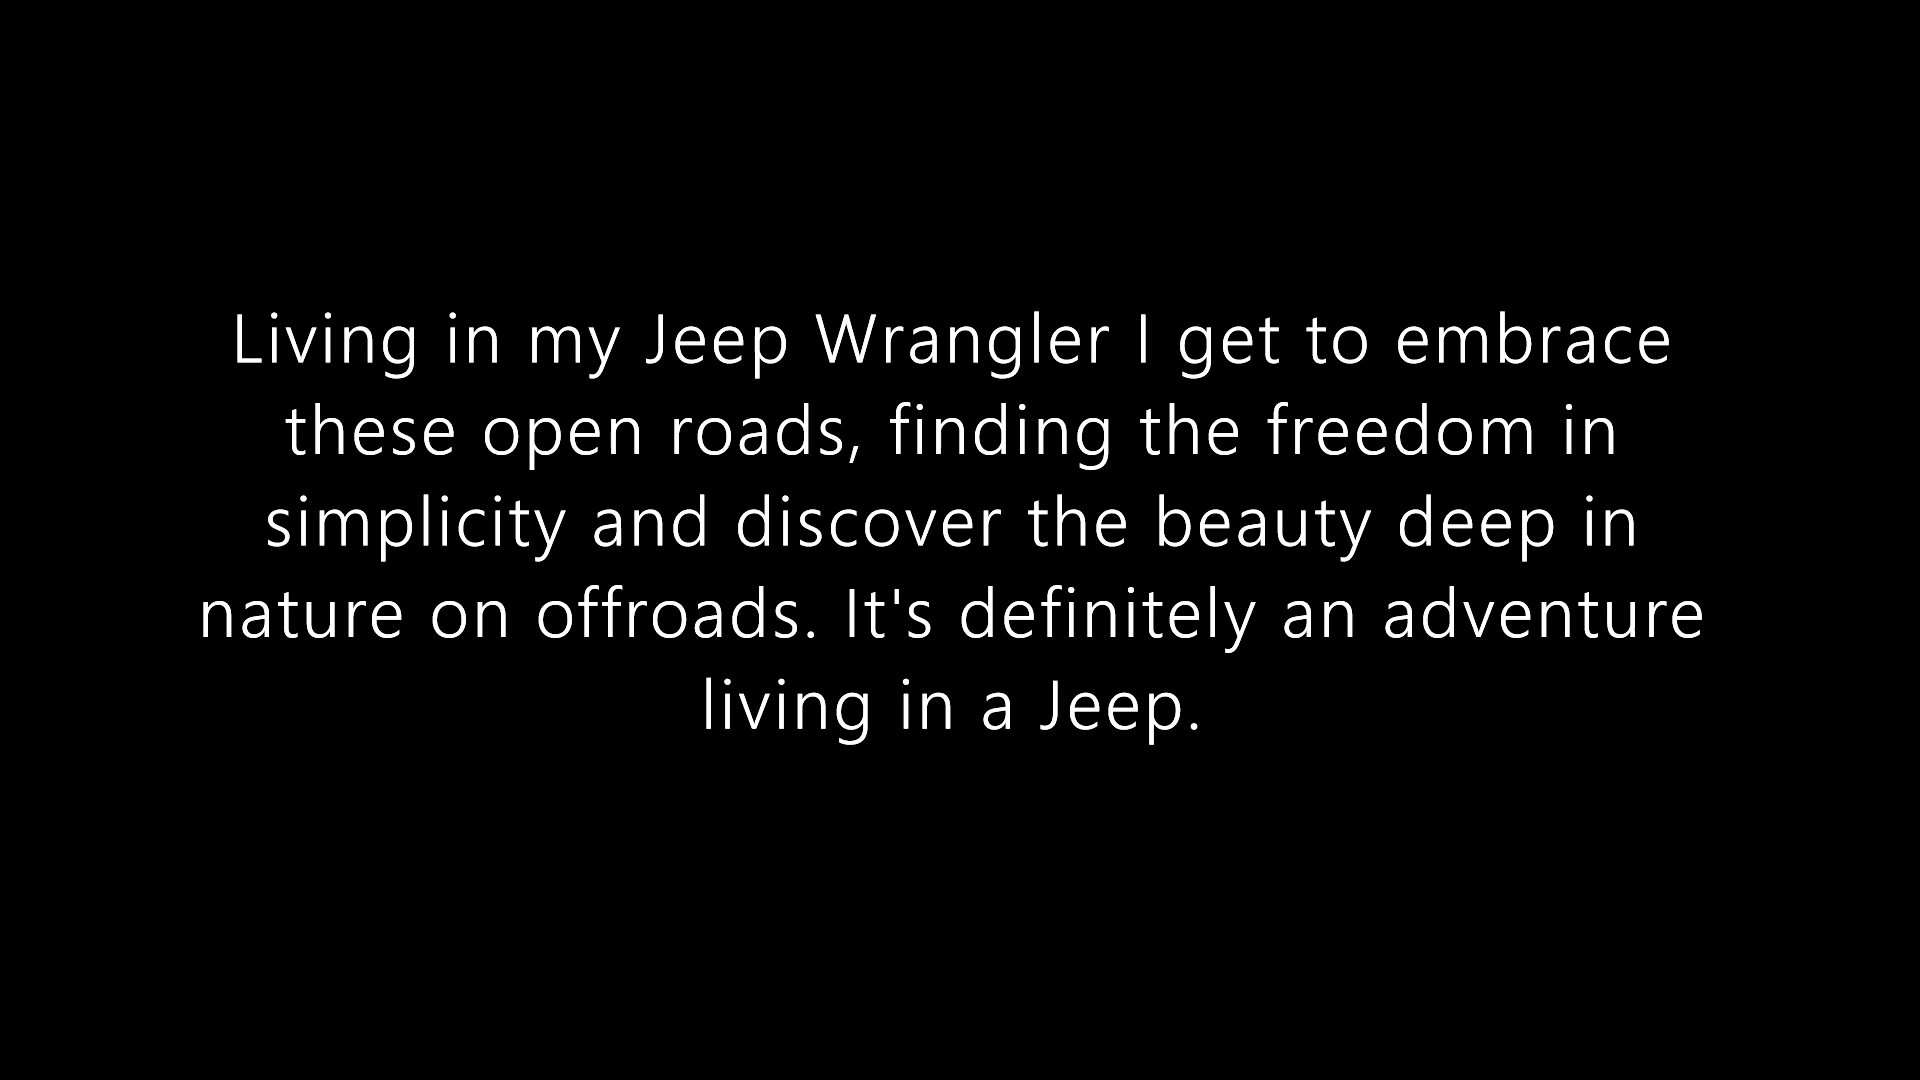 Living in my Jeep Wrangler I get to embrace
these open roads, finding the freedom in
simplicity and discover the beauty deep in
nature on offroads. It's definitely an adventure
living in a Jeep.